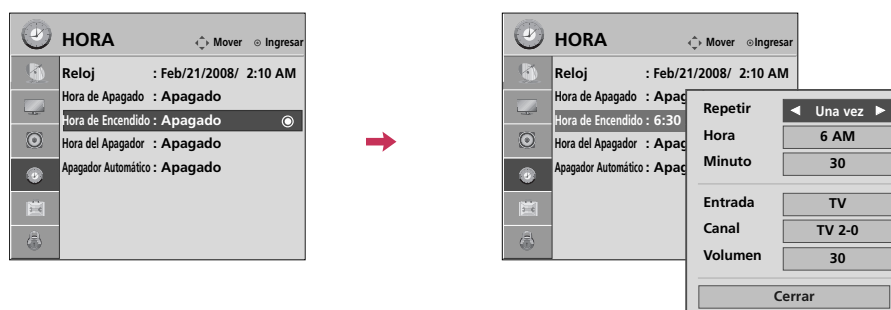 HORA Mover Ingresar
Reloj : Feb/21/2008/ 2:10 AM
Hora de Apagado : Apagado
Hora de Encendido : Apagado
Hora del Apagador : Apagado
Apagador Automático : Apagado
HORA Mover Ingresar
Reloj : Feb/21/2008/ 2:10 AM
Hora de Apagado : Apag
Hora de Encendido : 6:30
Hora del Apagador : Apag
Apagador Automático : Apag
Repetir ◀ Una vez ▶
Hora 6 AM
Minuto 30
Entrada TV
Canal TV 2-0
Volumen 30
Cerrar